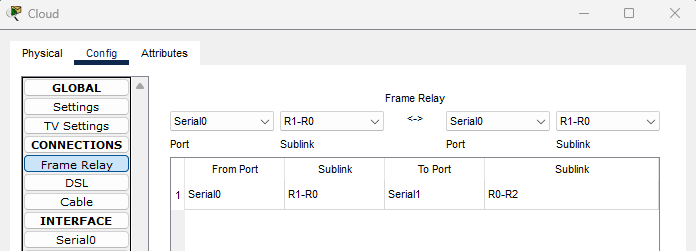 Cloud
Physical Config Attributes
GLOBAL
Settings
TV Settings
CONNECTIONS
Frame Relay
DSL
Cable
INTERFACE
Serial0
Frame Relay
Serial0 R1-R0 <-> Serial0 R1-R0
Port Sublink Port Sublink
From Port Sublink To Port Sublink
1 Serial0 R1-R0 Serial1 R0-R2